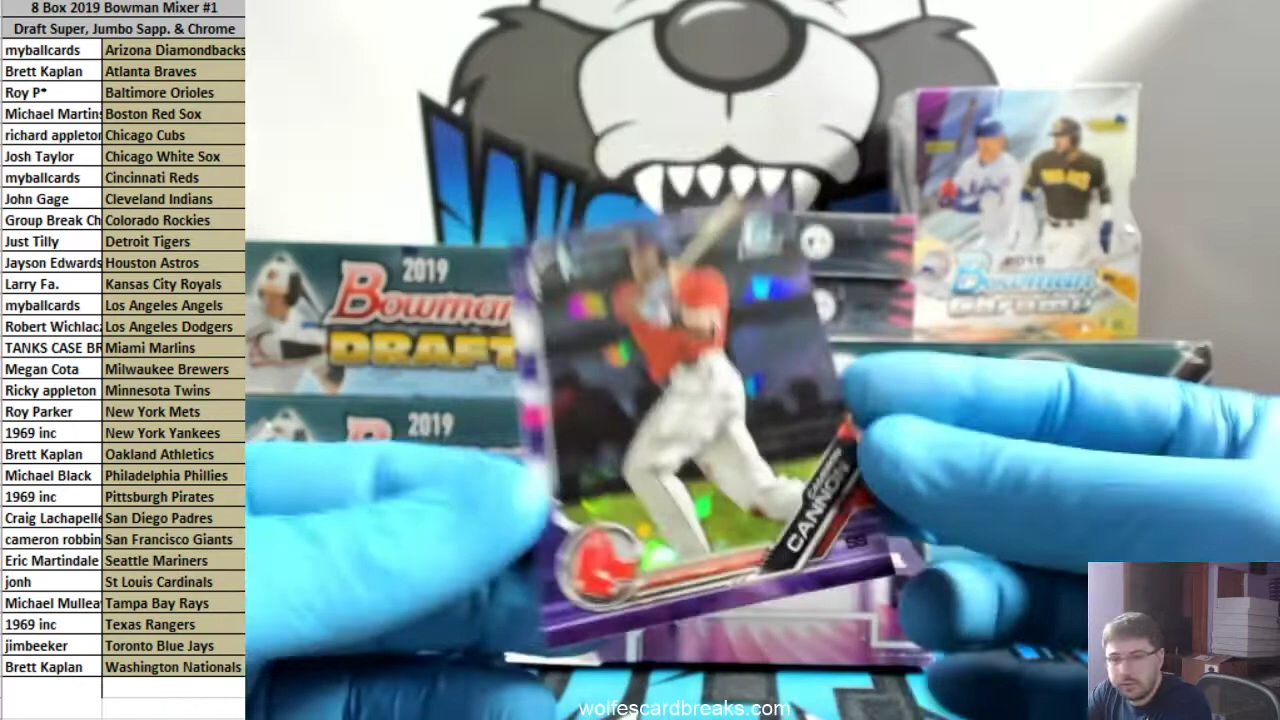 8 Box 2019 Bowman Mixer #1
Draft Super, Jumbo Sapp. & Chrome
myballcards Arizona Diamondbacks
Brett Kaplan Atlanta Braves
Roy P* Baltimore Orioles
Michael Martins Boston Red Sox
richard appleton Chicago Cubs
Josh Taylor Chicago White Sox
myballcards Cincinnati Reds
John Gage Cleveland Indians
Group Break Ch Colorado Rockies
Just Tilly Detroit Tigers
Jayson Edwards Houston Astros
Larry Fa. Kansas City Royals
myballcards Los Angeles Angels
Robert Wichlac Los Angeles Dodgers
TANKS CASE BR Miami Marlins
Megan Cota Milwaukee Brewers
Ricky appleton Minnesota Twins
Roy Parker New York Mets
1969 inc New York Yankees
Brett Kaplan Oakland Athletics
Michael Black Philadelphia Phillies
1969 inc Pittsburgh Pirates
Craig Lachapelle San Diego Padres
cameron robbin San Francisco Giants
Eric Martindale Seattle Mariners
jonh St Louis Cardinals
Michael Mullea Tampa Bay Rays
1969 inc Texas Rangers
jimbeeker Toronto Blue Jays
Brett Kaplan Washington Nationals
2019
Bowman
DRAFT
2019
2019
Bowman
Chrome
CAMERON
CANNON
SS
wolfescardbreaks.com